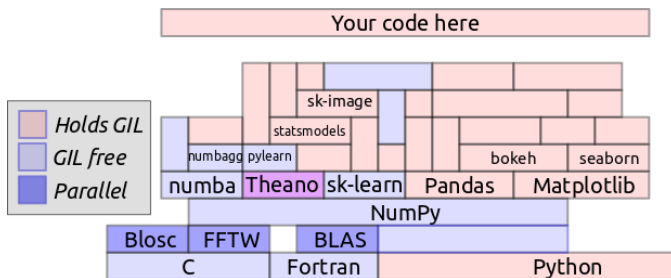 Your code here
sk-image
Holds GIL
statsmodels
GIL free
numbagg pylearn bokeh seaborn
Parallel
numba Theano sk-learn Pandas Matplotlib
NumPy
Blosc FFTW BLAS
C Fortran Python